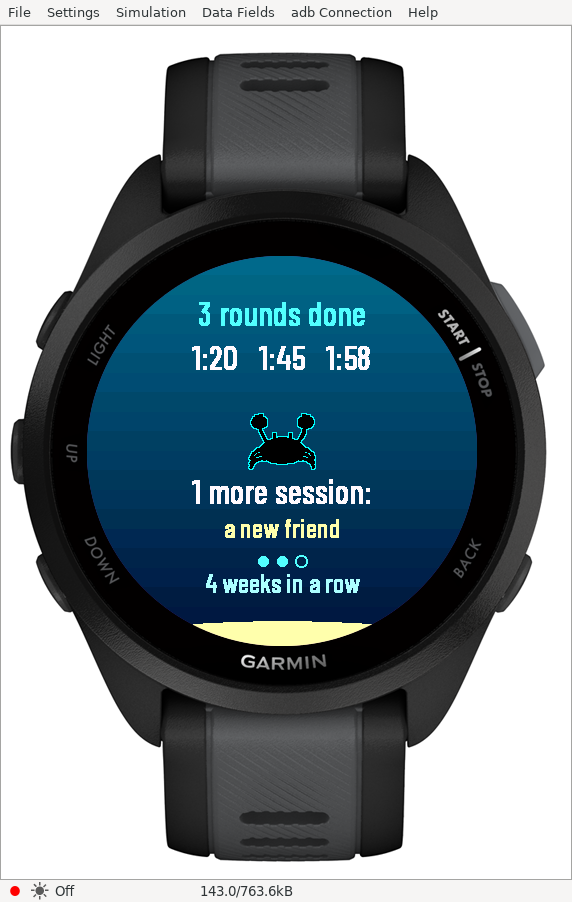 File Settings Simulation Data Fields adb Connection Help
3 rounds done
START
STOP
LIGHT
1:20 1:45 1:58
UP
1 more session:
a new friend
DOWN
BACK
4 weeks in a row
GARMIN
Off 143.0/763.6kB